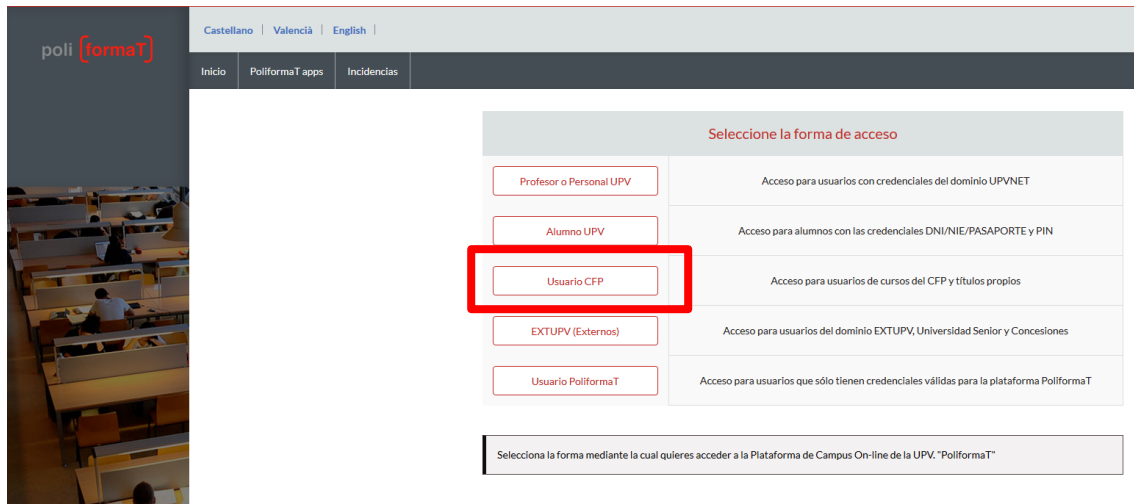 poli [formaT]
Castellano | Valencià | English |
Inicio PoliformaT apps Incidencias
Seleccione la forma de acceso
Profesor o Personal UPV Acceso para usuarios con credenciales del dominio UPVNET
Alumno UPV Acceso para alumnos con las credenciales DNI/NIE/PASAPORTE y PIN
Usuario CFP Acceso para usuarios de cursos del CFP y títulos propios
EXTUPV (Externos) Acceso para usuarios del dominio EXTUPV, Universidad Senior y Concesiones
Usuario PoliformaT Acceso para usuarios que sólo tienen credenciales válidas para la plataforma PoliformaT
Selecciona la forma mediante la cual quieres acceder a la Plataforma de Campus On-line de la UPV. "PoliformaT"